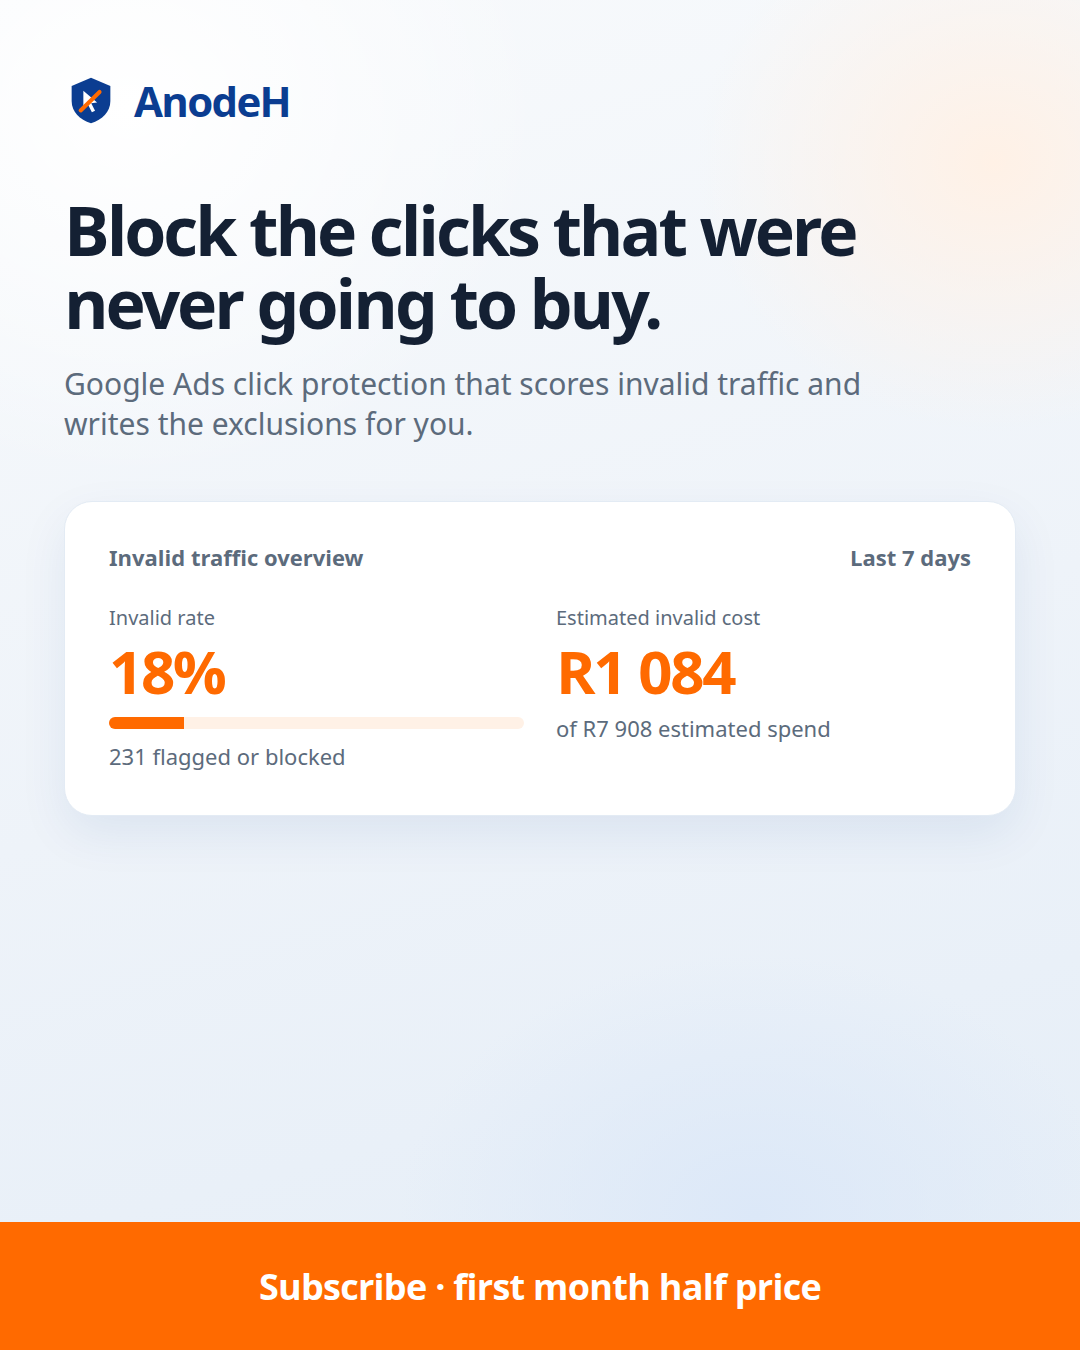 AnodeH
Block the clicks that were
never going to buy.
Google Ads click protection that scores invalid traffic and
writes the exclusions for you.
Invalid traffic overview
Last 7 days
Invalid rate
Estimated invalid cost
18%
R1 084
of R7 908 estimated spend
231 flagged or blocked
Subscribe · first month half price